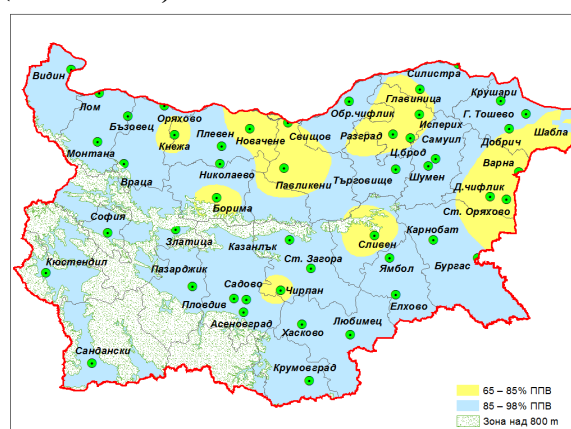 Видин
Силистра
Крушари
Лом
Главиница
Обр.чифлик
Оряхово
Бъзовец
Исперих
Г. Тошево
Плевен
Свищов
Новачене
Разград
Самуил
Шабла
Кнежа
Добрич
Ц.брод
Монтана
Варна
Николаево
Търговище
Шумен
Враца
Павликени
Д.чифлик
Борима
Ст. Оряхово
София
Златица
Казанлък
Сливен
Карнобат
Кюстендил
Пазарджик
Ст. Загора
Ямбол
Бургас
Садово
Чирпан
Пловдив
Елхово
Асеновград
Хасково
Любимец
Сандански
Крумовград
65 – 85% ППВ
85 – 98% ППВ
Зона над 800 m